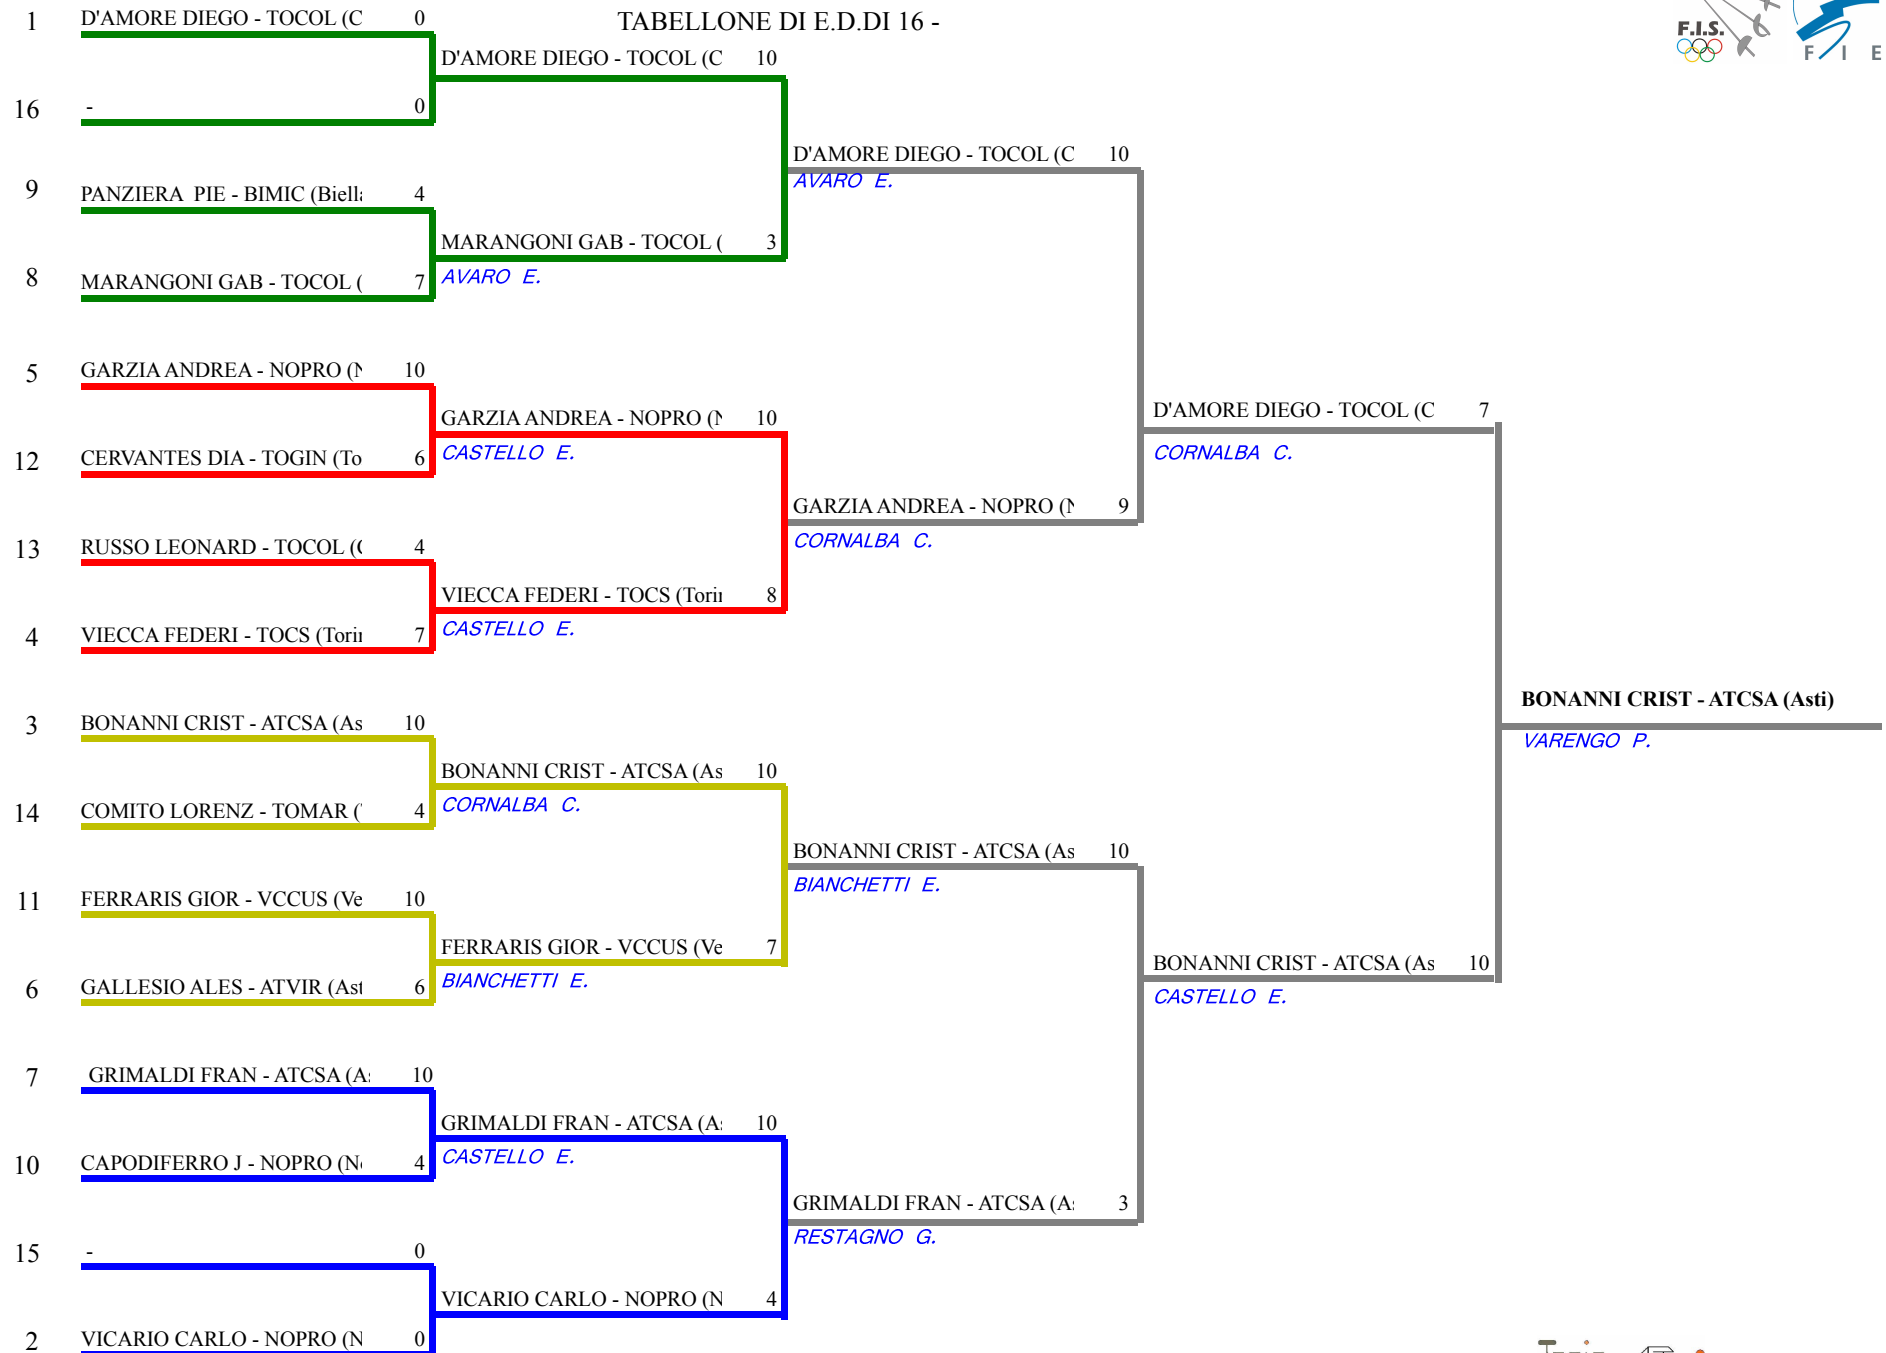 1 D'AMORE DIEGO - TOCOL (C 0
TABELLONE DI E.D.DI 16 -
F.I.S.
F I E
D'AMORE DIEGO - TOCOL (C 10
16 - 0
D'AMORE DIEGO - TOCOL (C 10
AVARO E.
9 PANZIERA PIE - BIMIC (Biella 4
MARANGONI GAB - TOCOL ( 3
AVARO E.
8 MARANGONI GAB - TOCOL ( 7
5 GARZIA ANDREA - NOPRO (N 10
GARZIA ANDREA - NOPRO (N 10
CASTELLO E.
D'AMORE DIEGO - TOCOL (C 7
CORNALBA C.
12 CERVANTES DIA - TOGIN (To 6
GARZIA ANDREA - NOPRO (N 9
CORNALBA C.
13 RUSSO LEONARD - TOCOL (C 4
VIECCA FEDERI - TOCS (Torin 8
CASTELLO E.
4 VIECCA FEDERI - TOCS (Torin 7
BONANNI CRIST - ATCSA (Asti)
VARENGO P.
3 BONANNI CRIST - ATCSA (As 10
BONANNI CRIST - ATCSA (As 10
CORNALBA C.
14 COMITO LORENZ - TOMAR ( 4
BONANNI CRIST - ATCSA (As 10
BIANCHETTI E.
11 FERRARIS GIOR - VCCUS (Ve 10
FERRARIS GIOR - VCCUS (Ve 7
BIANCHETTI E.
BONANNI CRIST - ATCSA (As 10
CASTELLO E.
6 GALLESIO ALES - ATVIR (Ast 6
7 GRIMALDI FRAN - ATCSA (As 10
GRIMALDI FRAN - ATCSA (As 10
CASTELLO E.
10 CAPODIFERRO J - NOPRO (No 4
GRIMALDI FRAN - ATCSA (As 3
RESTAGNO G.
15 - 0
VICARIO CARLO - NOPRO (N 4
2 VICARIO CARLO - NOPRO (N 0